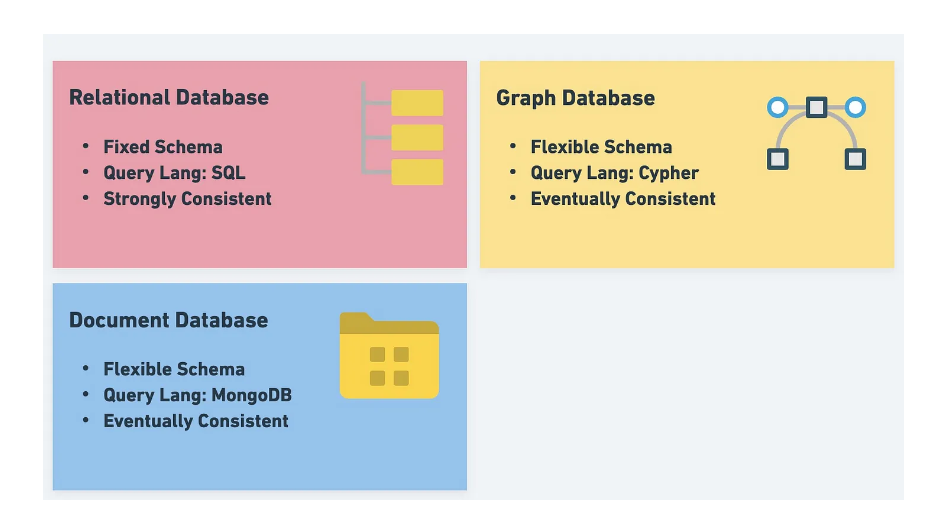 Relational Database
• Fixed Schema
• Query Lang: SQL
• Strongly Consistent
Graph Database
• Flexible Schema
• Query Lang: Cypher
• Eventually Consistent
Document Database
• Flexible Schema
• Query Lang: MongoDB
• Eventually Consistent